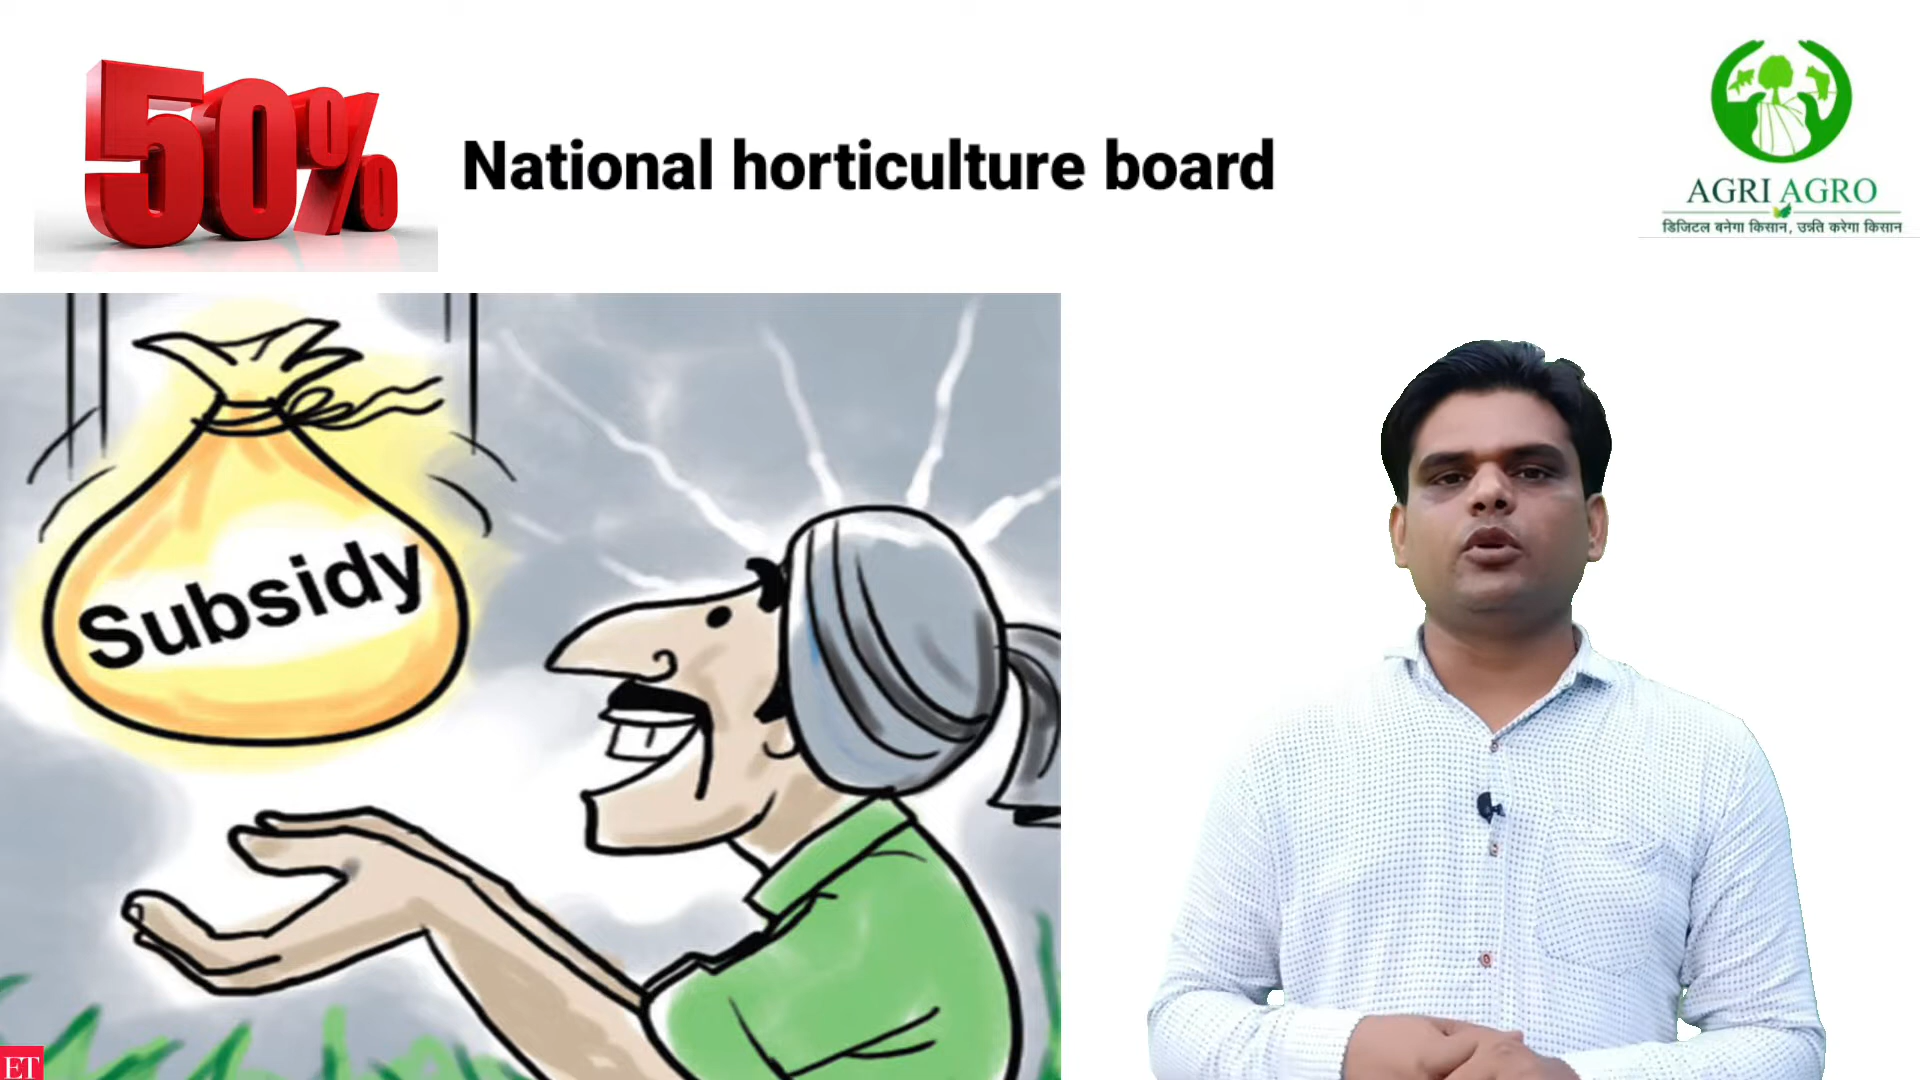 50%
National horticulture board
AGRI AGRO
डिजिटल बनेगा किसान, उन्नति करेगा किसान
Subsidy
ET